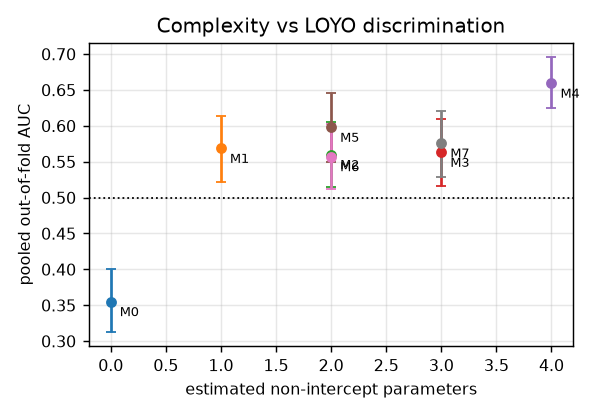 Complexity vs LOYO discrimination
pooled out-of-fold AUC
0.70
0.65
0.60
0.55
0.50
0.45
0.40
0.35
0.30
M4
M5
M1
M2
M6
M7
M3
M0
0.0 0.5 1.0 1.5 2.0 2.5 3.0 3.5 4.0
estimated non-intercept parameters